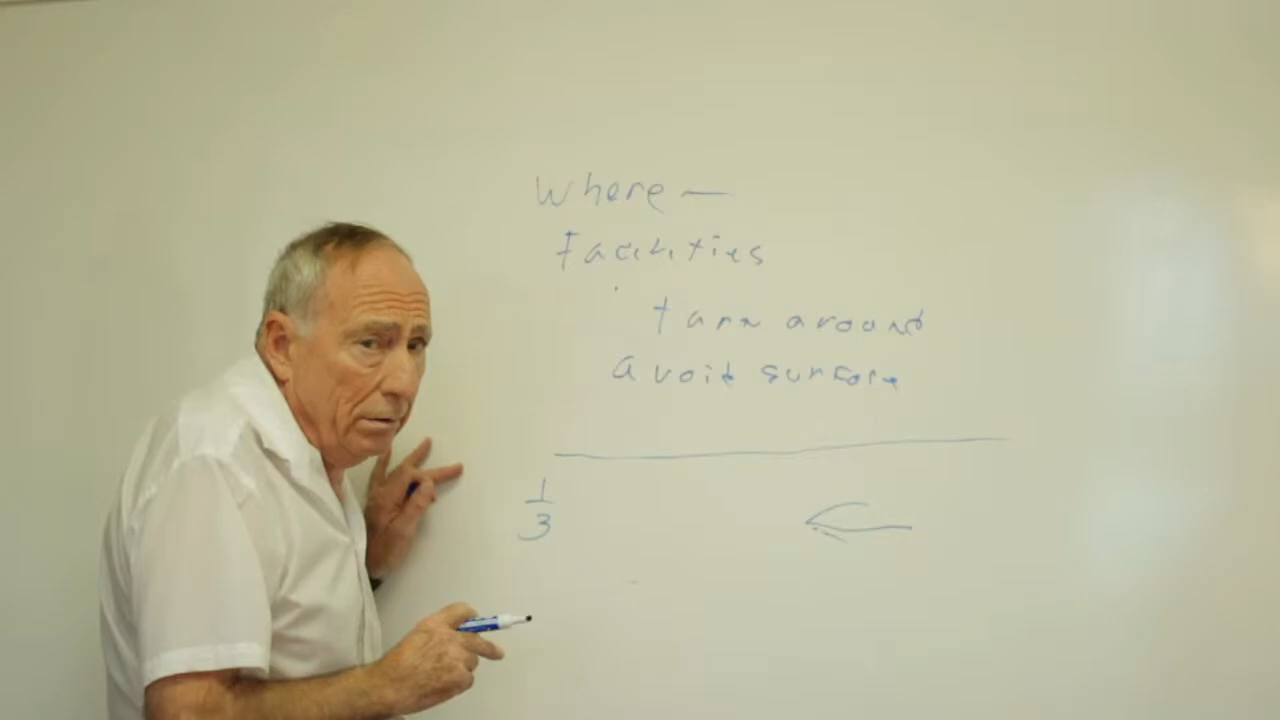 Where —
Facilities
turn around
avoid surface
1/3